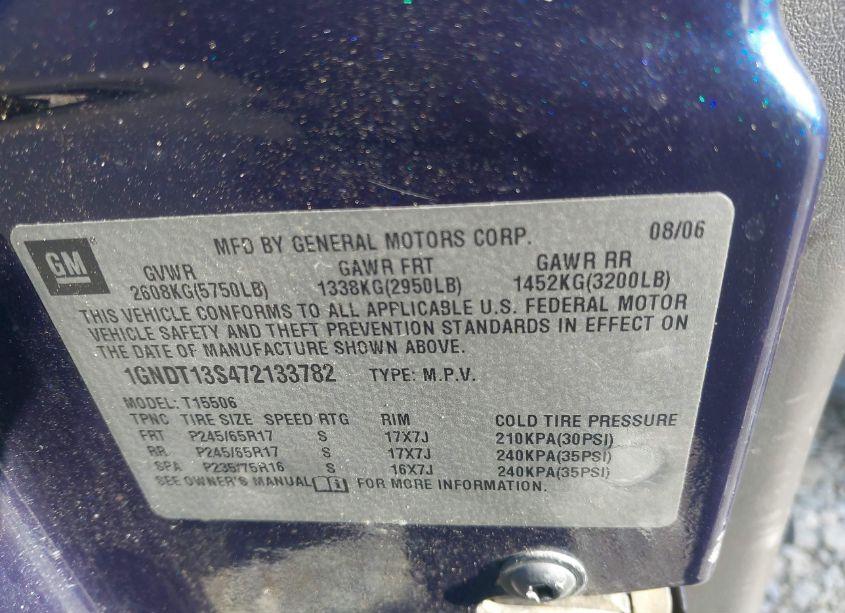 GM
MFD BY GENERAL MOTORS CORP. 08/06
GVWR GAWR FRT GAWR RR
2608KG(5750LB) 1338KG(2950LB) 1452KG(3200LB)
THIS VEHICLE CONFORMS TO ALL APPLICABLE U.S. FEDERAL MOTOR
VEHICLE SAFETY AND THEFT PREVENTION STANDARDS IN EFFECT ON
THE DATE OF MANUFACTURE SHOWN ABOVE.
1GNDT13S472133782 TYPE: M.P.V.
MODEL: T15506
TPNC TIRE SIZE SPEED RTG RIM COLD TIRE PRESSURE
FRT P245/65R17 S 17X7J 210KPA(30PSI)
RR P245/65R17 S 17X7J 240KPA(35PSI)
SPA P235/75R16 S 16X7J 240KPA(35PSI)
SEE OWNER'S MANUAL FOR MORE INFORMATION.